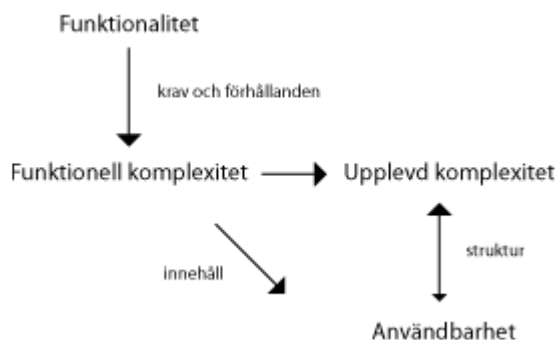 Funktionalitet
krav och förhållanden
Funktionell komplexitet
Upplevd komplexitet
innehåll
struktur
Användbarhet